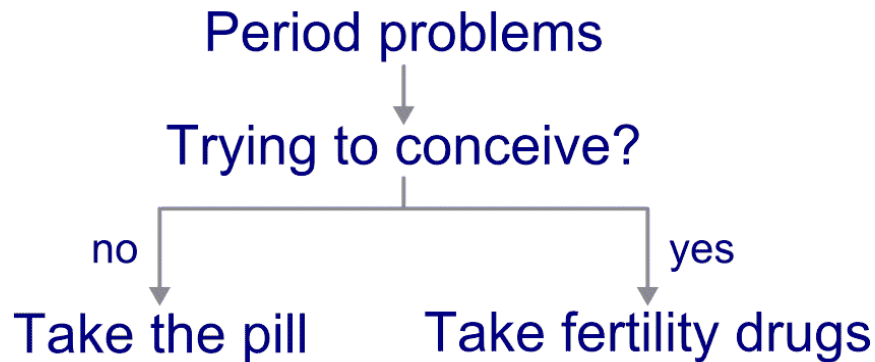 Period problems
Trying to conceive?
no
yes
Take the pill
Take fertility drugs